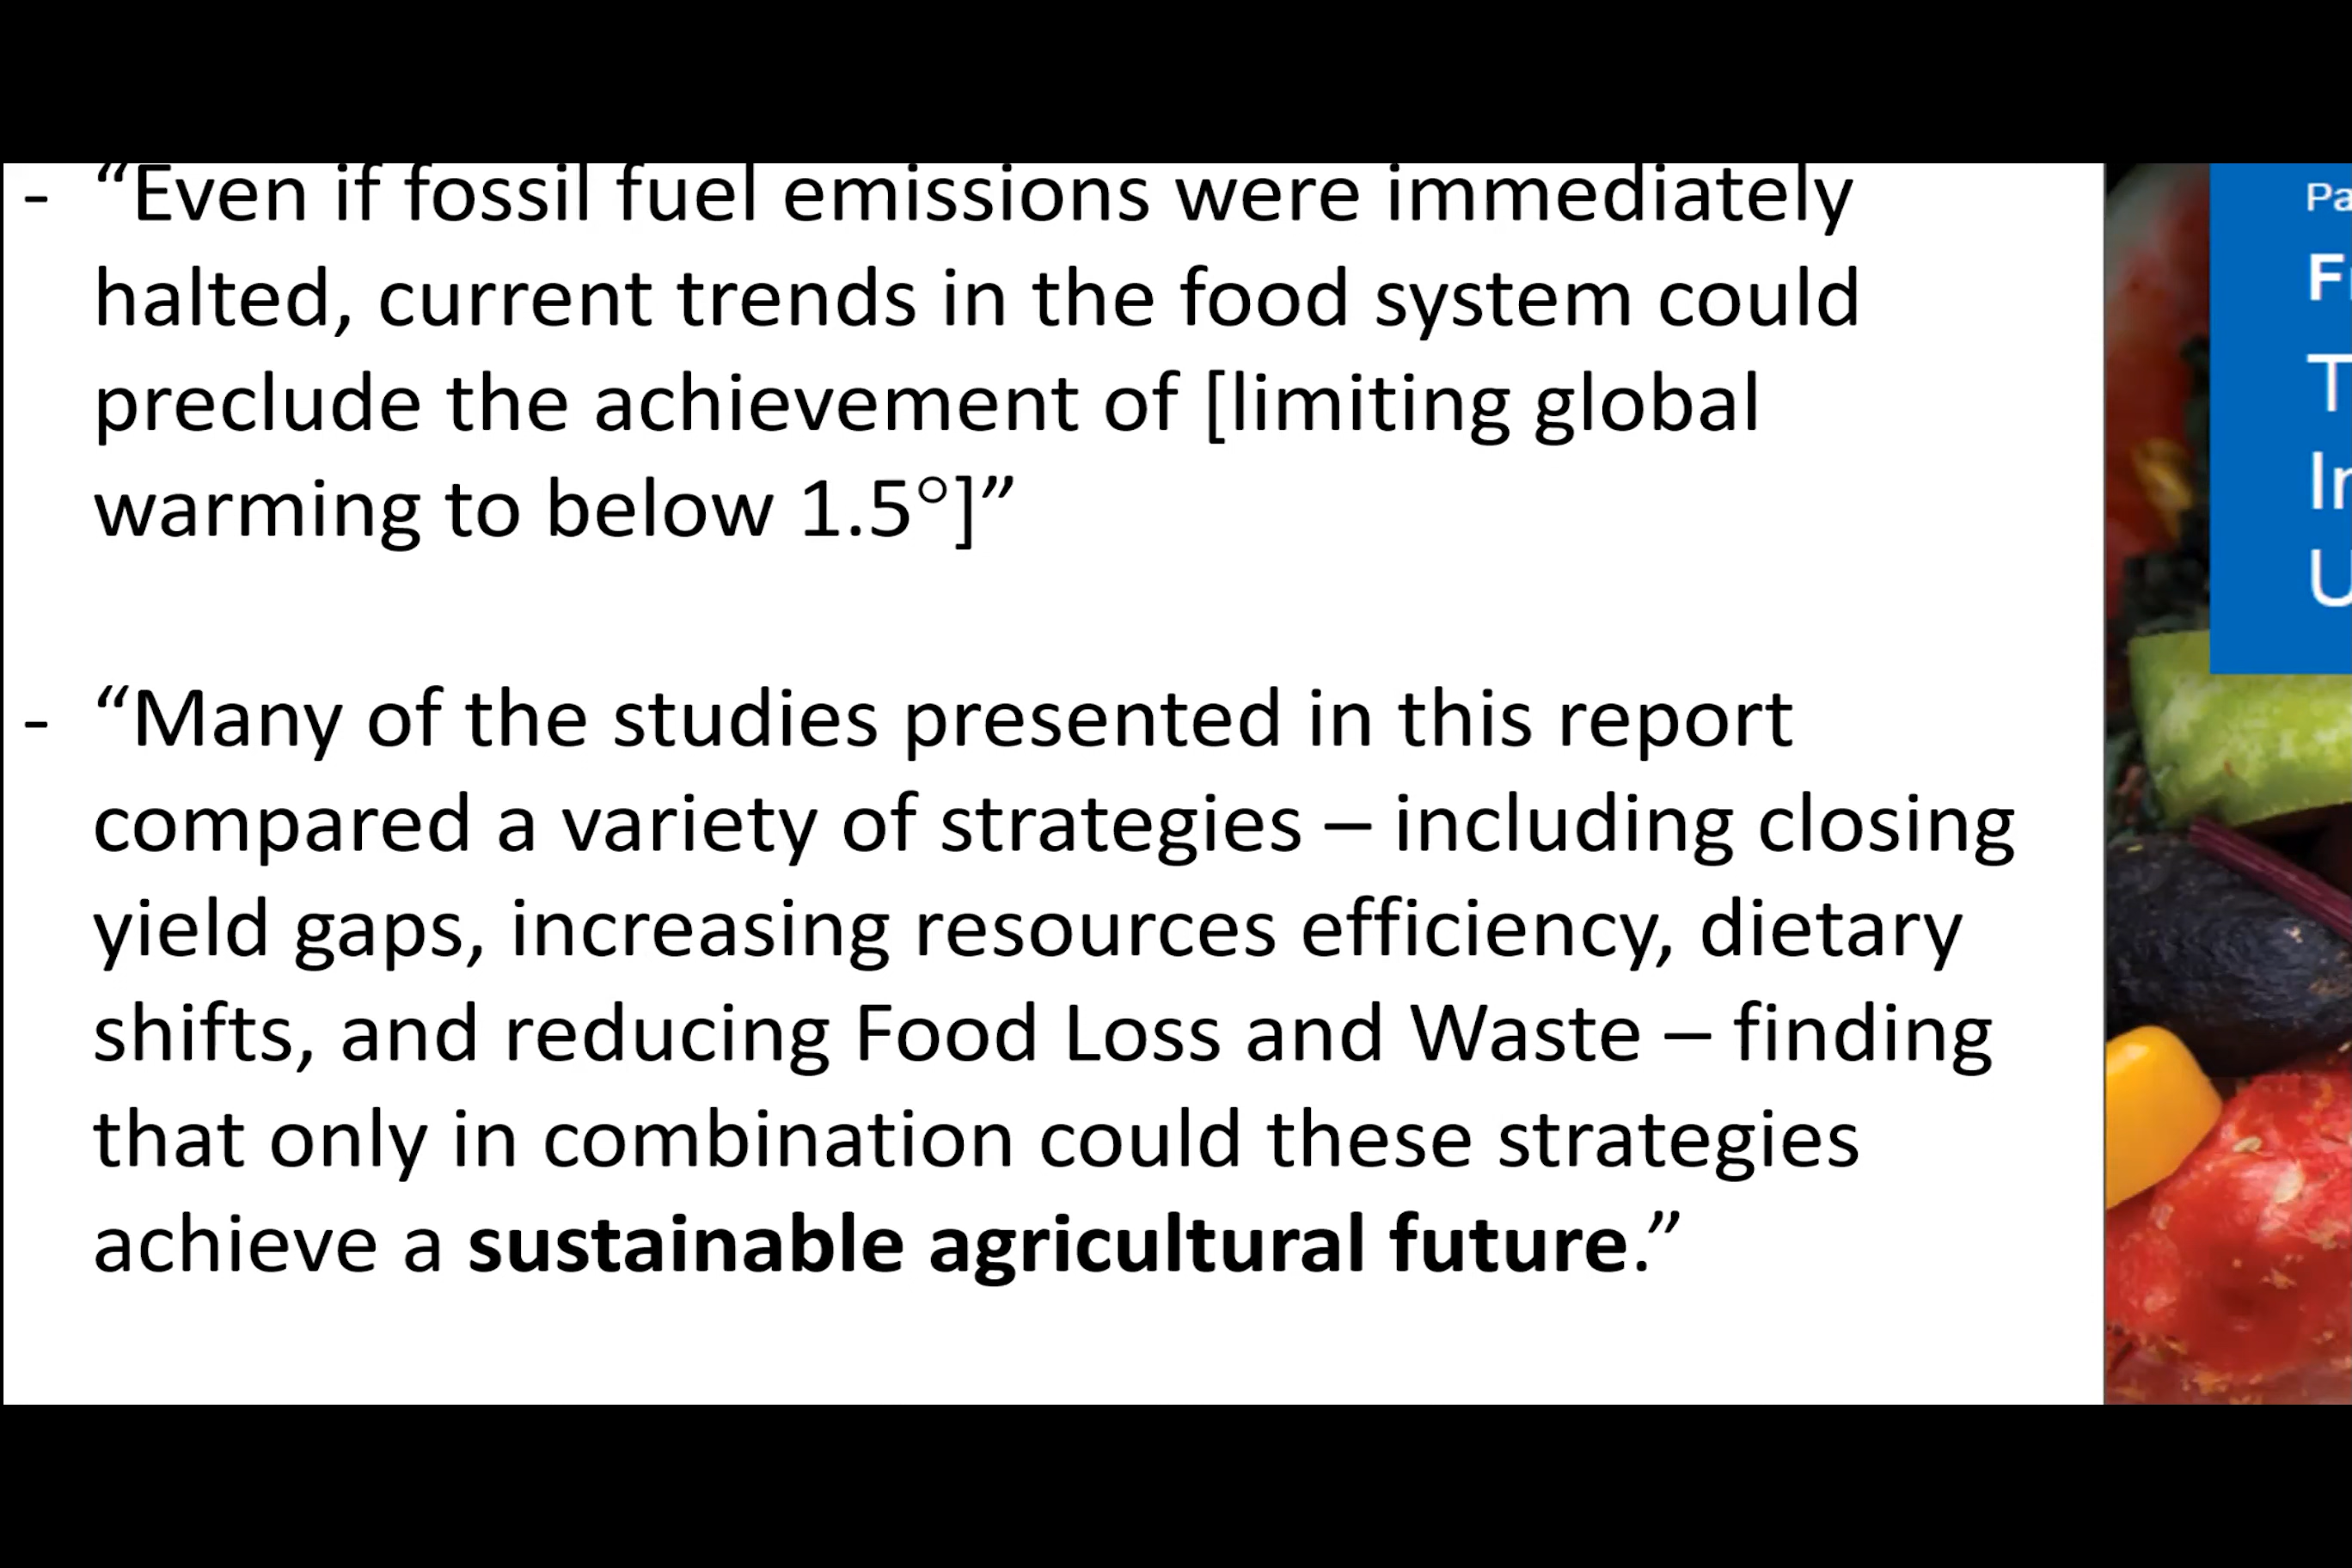 - “Even if fossil fuel emissions were immediately
halted, current trends in the food system could
preclude the achievement of [limiting global
warming to below 1.5°]”
- “Many of the studies presented in this report
compared a variety of strategies – including closing
yield gaps, increasing resources efficiency, dietary
shifts, and reducing Food Loss and Waste – finding
that only in combination could these strategies
achieve a sustainable agricultural future.”